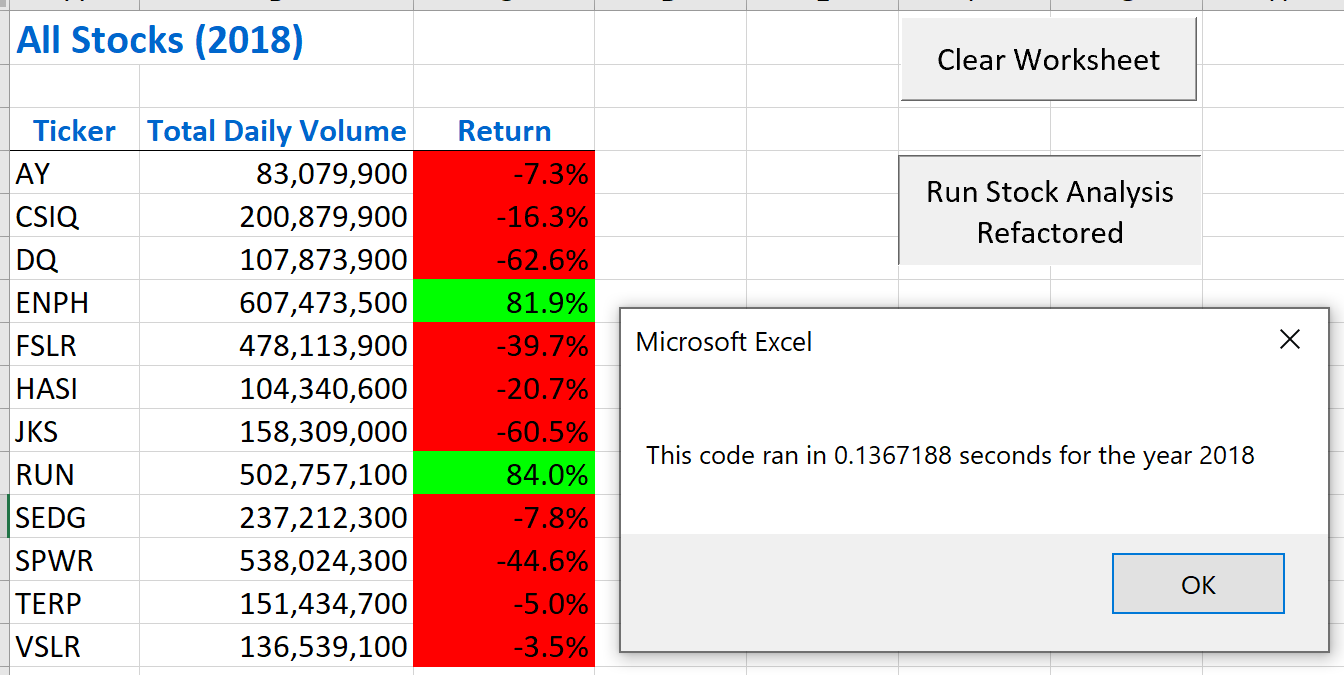 All Stocks (2018)
Clear Worksheet
Ticker Total Daily Volume Return
AY 83,079,900 -7.3%
CSIQ 200,879,900 -16.3%
DQ 107,873,900 -62.6%
ENPH 607,473,500 81.9%
FSLR 478,113,900 -39.7%
HASI 104,340,600 -20.7%
JKS 158,309,000 -60.5%
RUN 502,757,100 84.0%
SEDG 237,212,300 -7.8%
SPWR 538,024,300 -44.6%
TERP 151,434,700 -5.0%
VSLR 136,539,100 -3.5%
Run Stock Analysis
Refactored
Microsoft Excel
This code ran in 0.1367188 seconds for the year 2018
OK